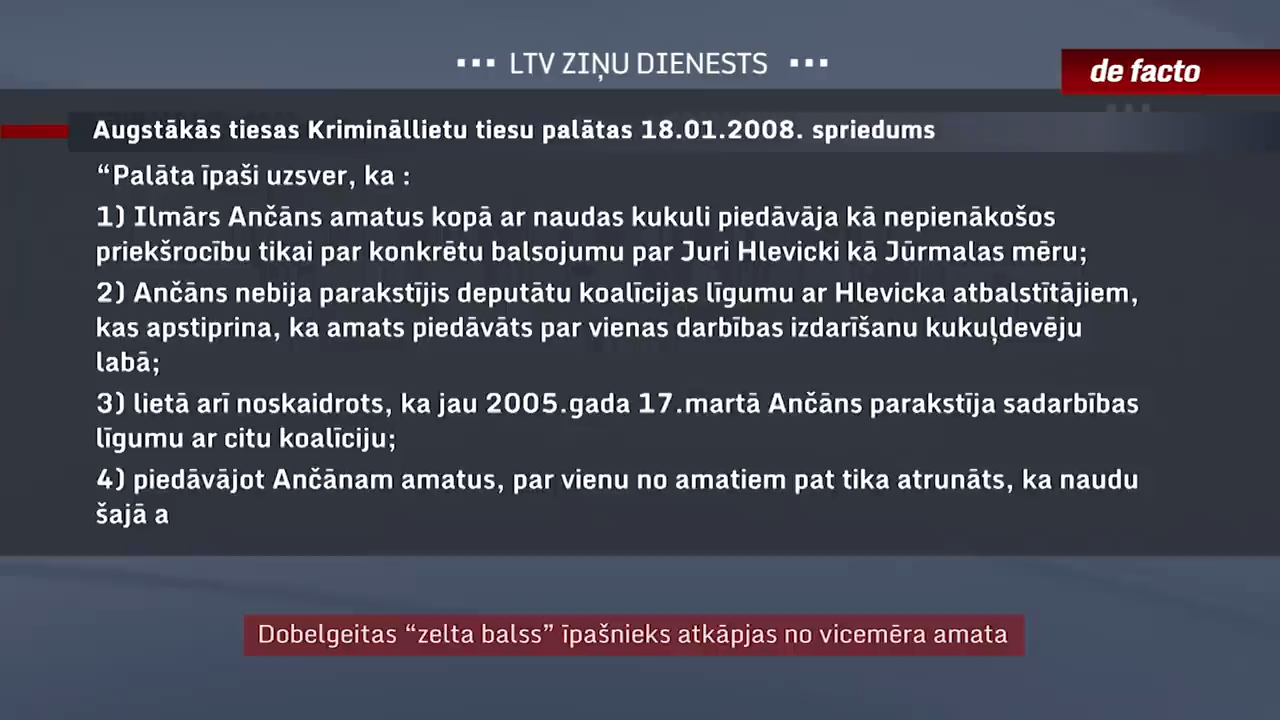 LTV ZIŅU DIENESTS
de facto
Augstākās tiesas Krimināllietu tiesu palātas 18.01.2008. spriedums
“Palāta īpaši uzsver, ka :
1) Ilmārs Ančāns amatus kopā ar naudas kukuli piedāvāja kā nepienākošos
priekšrocību tikai par konkrētu balsojumu par Juri Hlevicki kā Jūrmalas mēru;
2) Ančāns nebija parakstījis deputātu koalīcijas līgumu ar Hlevicka atbalstītājiem,
kas apstiprina, ka amats piedāvāts par vienas darbības izdarīšanu kukuļdevēju
labā;
3) lietā arī noskaidrots, ka jau 2005.gada 17.martā Ančāns parakstīja sadarbības
līgumu ar citu koalīciju;
4) piedāvājot Ančānam amatus, par vienu no amatiem pat tika atrunāts, ka naudu
šajā a
Dobelgeitas “zelta balss” īpašnieks atkāpjas no vicemēra amata